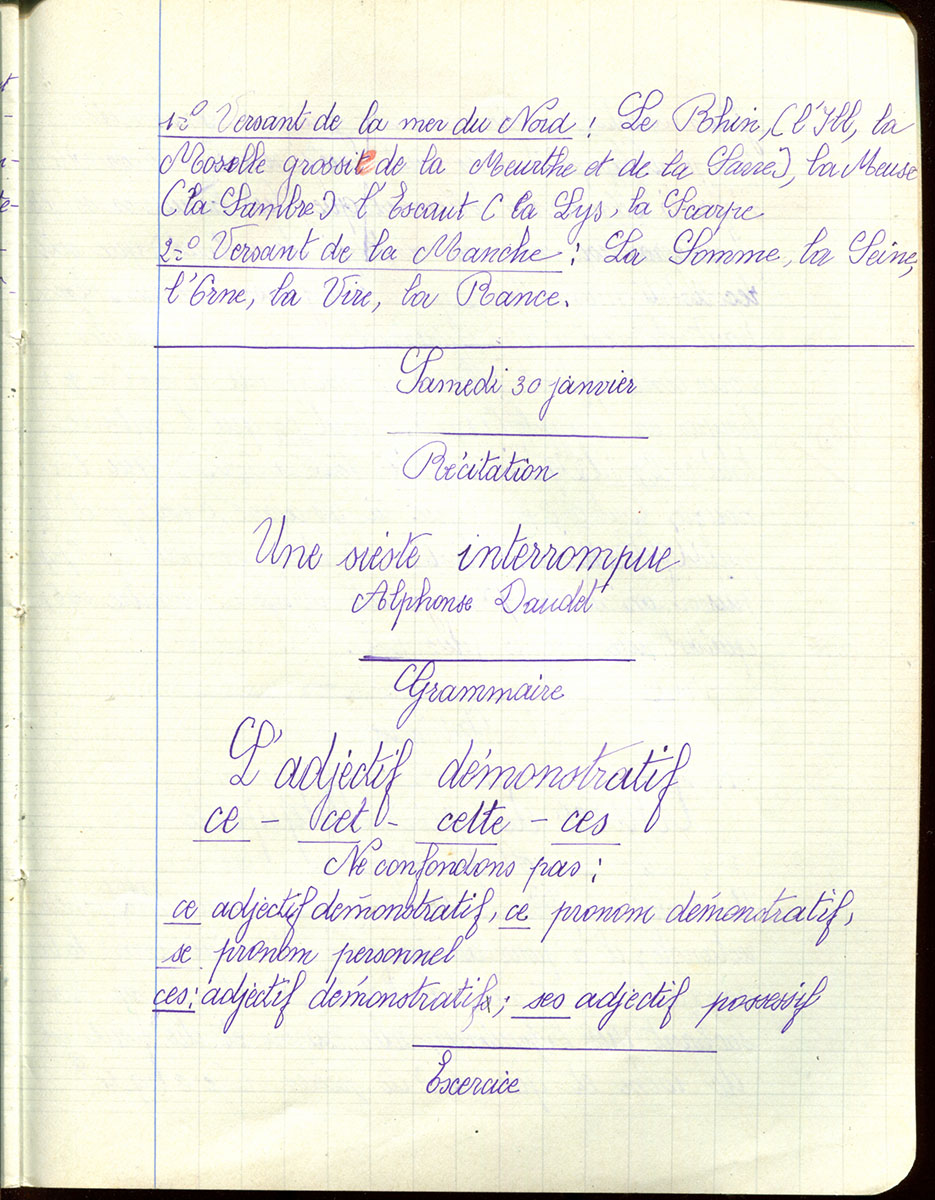 1=° Versant de la mer du Nord : Le Rhin, (l'Ill, la
Moselle grossie de la Meurthe et de la Sarre), la Meuse
(la Sambre) l'Escaut (la Lys, la Scarpe
2=° Versant de la Manche : La Somme, la Seine,
l'Orne, la Vire, la Rance.
Samedi 30 janvier
Récitation
Une siéste interrompue
Alphonse Daudet
Grammaire
L'adjectif démonstratif
ce - cet - cette - ces
Ne confondons pas :
ce adjectif démonstratif, ce pronom démonstratif,
se pronom personnel
ces : adjectif démonstratif ; ses adjectif possessif
Excercice